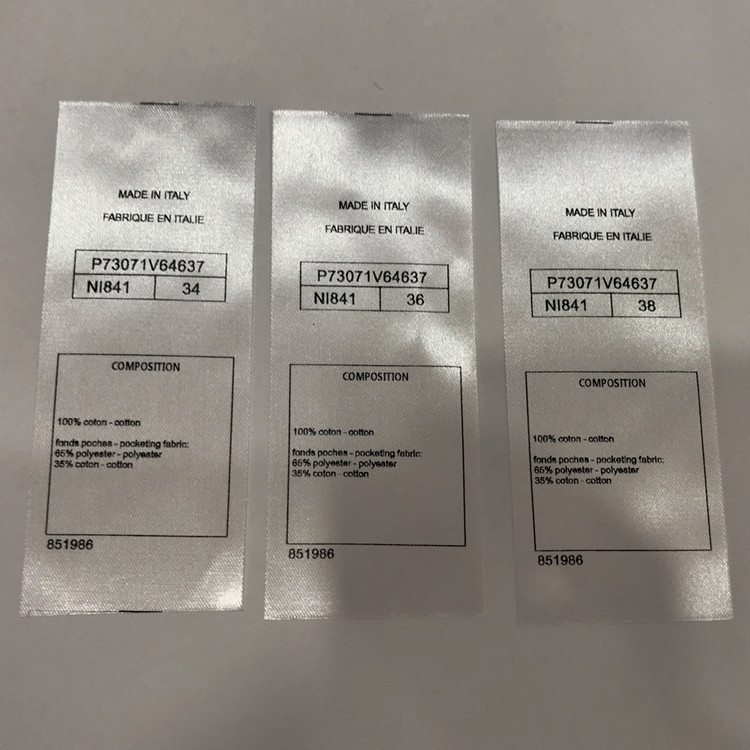 MADE IN ITALY
FABRIQUE EN ITALIE
P73071V64637
NI841 34
COMPOSITION
100% coton - cotton
fonds poches - pocketing fabric:
65% polyester - polyester
35% coton - cotton
851986
MADE IN ITALY
FABRIQUE EN ITALIE
P73071V64637
NI841 36
COMPOSITION
100% coton - cotton
fonds poches - pocketing fabric:
65% polyester - polyester
35% coton - cotton
851986
MADE IN ITALY
FABRIQUE EN ITALIE
P73071V64637
NI841 38
COMPOSITION
100% coton - cotton
fonds poches - pocketing fabric:
65% polyester - polyester
35% coton - cotton
851986